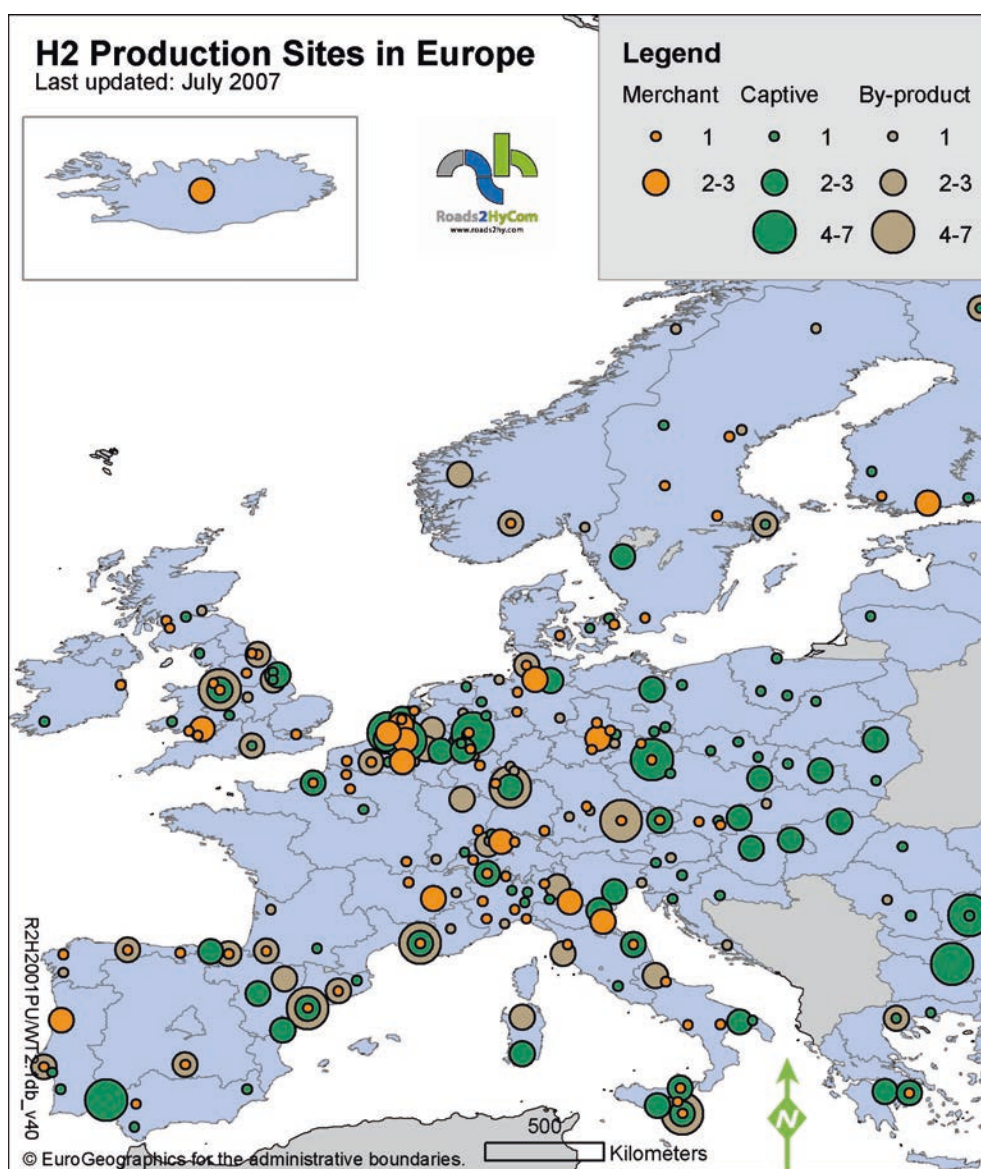 H2 Production Sites in Europe
Last updated: July 2007
Roads2HyCom
www.roads2hy.com
Legend
Merchant Captive By-product
1 1 1
2-3 2-3 2-3
4-7 4-7
R2H2001PU/WT2.1db_v40
N
500
Kilometers
© EuroGeographics for the administrative boundaries.